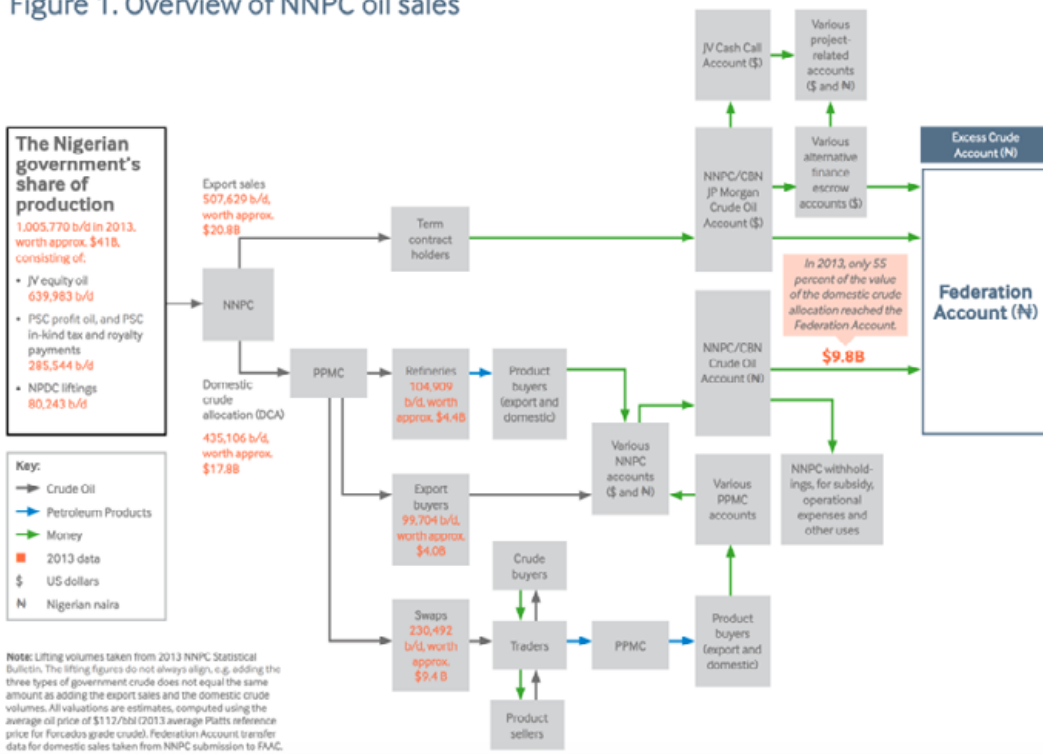 Figure 1. Overview of NNPC oil sales
The Nigerian
government's
share of
production
1,005,770 b/d in 2013,
worth approx. $41B,
consisting of:
• JV equity oil
639,983 b/d
• PSC profit oil, and PSC
in-kind tax and royalty
payments
285,544 b/d
• NPDC liftings
80,243 b/d
Key:
Crude Oil
Petroleum Products
Money
2013 data
$ US dollars
₦ Nigerian naira
Note: Lifting volumes taken from 2013 NNPC Statistical
Bulletin. The lifting figures do not always align, e.g. adding the
three types of government crude does not equal the same
amount as adding the export sales and the domestic crude
volumes. All valuations are estimates, computed using the
average oil price of $112/bbl (2013 average Platts reference
price for Forcados grade crude). Federation Account transfer
data for domestic sales taken from NNPC submission to FAAC.
Export sales
507,629 b/d,
worth approx.
$20.8B
NNPC
Domestic
crude
allocation (DCA)
435,106 b/d,
worth approx.
$17.8B
Term
contract
holders
PPMC
Refineries
104,909
b/d, worth
approx. $4.4B
Product
buyers
(export and
domestic)
Export
buyers
99,704 b/d,
worth approx.
$4.0B
Swaps
230,492
b/d, worth
approx.
$9.4 B
Crude
buyers
Traders
Product
sellers
PPMC
Product
buyers
(export and
domestic)
Various
NNPC
accounts
($ and ₦)
Various
PPMC
accounts
JV Cash Call
Account ($)
Various
project-
related
accounts
($ and ₦)
NNPC/CBN
JP Morgan
Crude Oil
Account ($)
Various
alternative
finance
escrow
accounts ($)
NNPC/CBN
Crude Oil
Account (₦)
In 2013, only 55
percent of the value
of the domestic crude
allocation reached the
Federation Account.
$9.8B
NNPC withhold-
ings, for subsidy,
operational
expenses and
other uses
Excess Crude
Account (₦)
Federation
Account (₦)